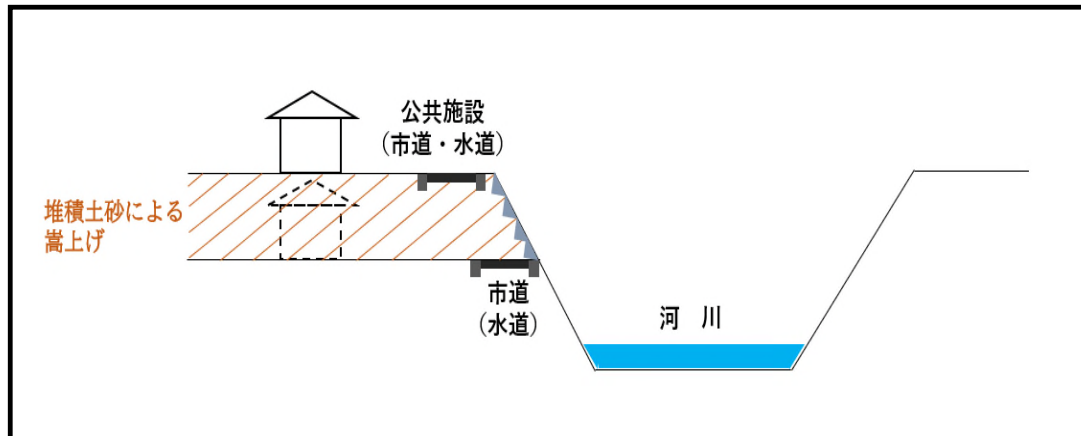 公共施設
（市道・水道）
堆積土砂による
嵩上げ
市道
（水道）
河 川